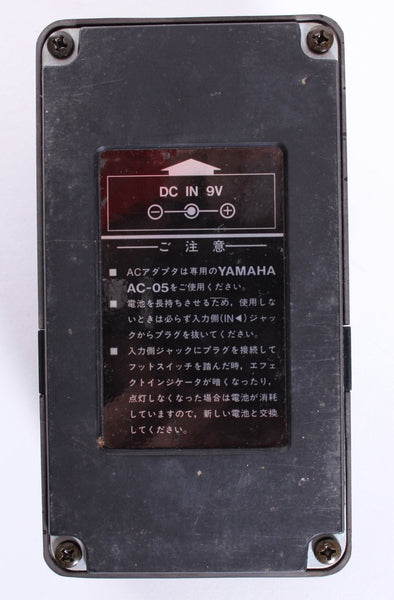 DC IN 9V
ご注意
■ ACアダプタは専用のYAMAHA
AC-05をご使用ください。
■ 電池を長持ちさせるため，使用しな
いときは必ず入力側(IN◄)ジャッ
クからプラグを抜いてください。
■ 入力側ジャックにプラグを接続して
フットスイッチを踏んだ時，エフェ
クトインジケータが暗くなったり，
点灯しなくなった場合は電池が消耗
していますので，新しい電池と交換
してください。